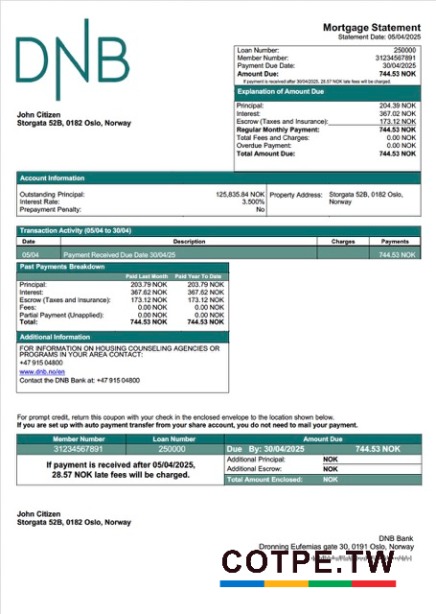 DNB
Mortgage Statement
Statement Date: 05/04/2025
Loan Number: 250000
Member Number: 31234567891
Payment Due Date: 30/04/2025
Amount Due: 744.53 NOK
If payment is received after 30/04/2025, 28.57 NOK late fees will be charged.
John Citizen
Storgata 52B, 0182 Oslo, Norway
Explanation of Amount Due
Principal: 204.39 NOK
Interest: 367.02 NOK
Escrow (Taxes and Insurance): 173.12 NOK
Regular Monthly Payment: 744.53 NOK
Total Fees and Charges: 0.00 NOK
Overdue Payment: 0.00 NOK
Total Amount Due: 744.53 NOK
Account Information
Outstanding Principal: 125,835.84 NOK
Interest Rate: 3.500%
Prepayment Penalty: No
Property Address: Storgata 52B, 0182 Oslo,
Norway
Transaction Activity (05/04 to 30/04)
Date Description Charges Payments
05/04 Payment Received Due Date 30/04/25 744.53 NOK
Past Payments Breakdown
Paid Last Month Paid Year To Date
Principal: 203.79 NOK 203.79 NOK
Interest: 367.62 NOK 367.62 NOK
Escrow (Taxes and Insurance): 173.12 NOK 173.12 NOK
Fees: 0.00 NOK 0.00 NOK
Partial Payment (Unapplied): 0.00 NOK 0.00 NOK
Total: 744.53 NOK 744.53 NOK
Additional Information
FOR INFORMATION ON HOUSING COUNSELING AGENCIES OR
PROGRAMS IN YOUR AREA CONTACT:
+47 915 04800
www.dnb.no/en
Contact the DNB Bank at: +47 915 04800
For prompt credit, return this coupon with your check in the enclosed envelope to the location shown below.
If you are set up with auto payment transfer from your share account, you do not need to mail your payment.
Member Number Loan Number Amount Due
31234567891 250000 Due By: 30/04/2025 744.53 NOK
If payment is received after 05/04/2025,
28.57 NOK late fees will be charged.
Additional Principal: NOK
Additional Escrow: NOK
Total Amount Enclosed: NOK
John Citizen
Storgata 52B, 0182 Oslo, Norway
DNB Bank
Dronning Eufemias gate 30, 0191 Oslo, Norway
COTPE.TW